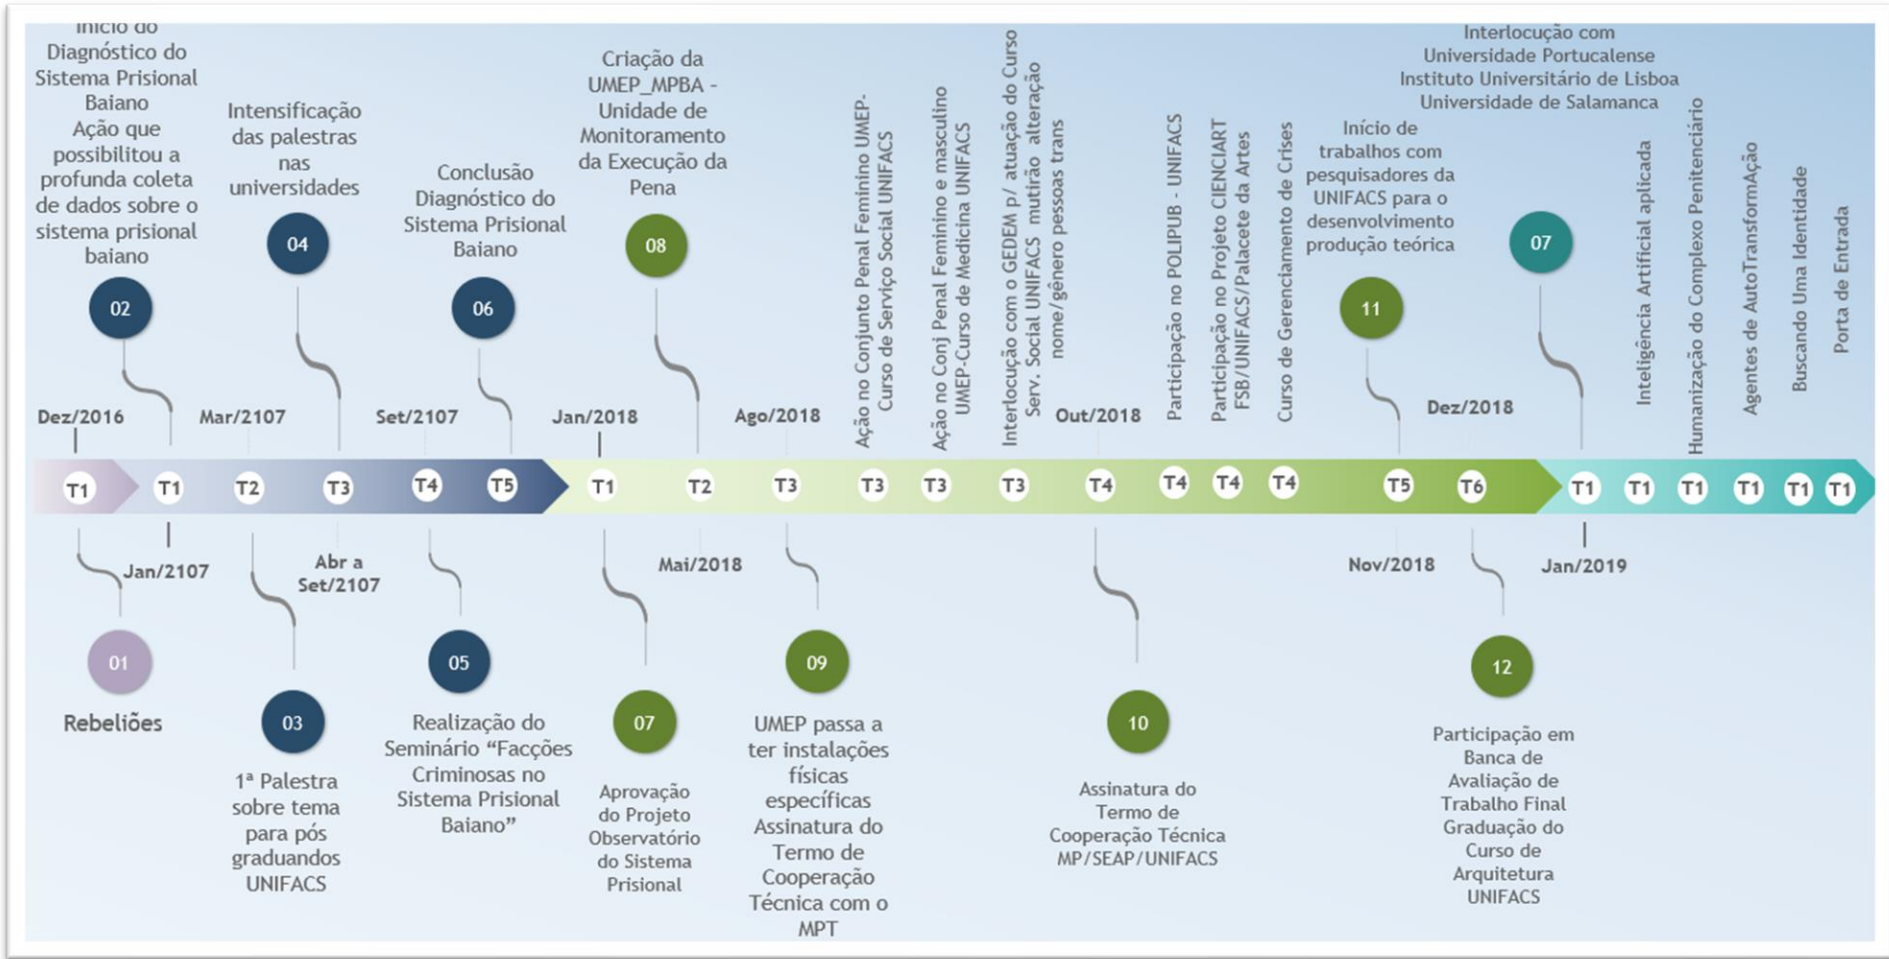 Início do
Diagnóstico do
Sistema Prisional
Baiano
Ação que
possibilitou a
profunda coleta
de dados sobre o
sistema prisional
baiano
02
Intensificação
das palestras
nas
universidades
04
Conclusão
Diagnóstico do
Sistema Prisional
Baiano
06
Criação da
UMEP_MPBA -
Unidade de
Monitoramento
da Execução da
Pena
08
Ação no Conjunto Penal Feminino UMEP-
Curso de Serviço Social UNIFACS
Ação no Conj Penal Feminino e masculino
UMEP-Curso de Medicina UNIFACS
Interlocução com o GEDEM p/ atuação do Curso
Serv. Social UNIFACS mutirão alteração
nome/gênero pessoas trans
Participação no POLIPUB - UNIFACS
Participação no Projeto CIENCIART
FSB/UNIFACS/Palacete da Artes
Curso de Gerenciamento de Crises
Início de
trabalhos com
pesquisadores da
UNIFACS para o
desenvolvimento
produção teórica
11
Interlocução com
Universidade Portucalense
Instituto Universitário de Lisboa
Universidade de Salamanca
07
Inteligência Artificial aplicada
Humanização do Complexo Penitenciário
Agentes de AutoTransformAção
Buscando Uma Identidade
Porta de Entrada
Dez/2016
Mar/2107
Set/2107
Jan/2018
Ago/2018
Out/2018
Dez/2018
T1
T1
T2
T3
T4
T5
T1
T2
T3
T3
T3
T3
T4
T4
T4
T4
T5
T6
T1
T1
T1
T1
T1
T1
Jan/2107
Abr a
Set/2107
Mai/2018
Nov/2018
Jan/2019
01
Rebeliões
03
1ª Palestra
sobre tema
para pós
graduandos
UNIFACS
05
Realização do
Seminário “Facções
Criminosas no
Sistema Prisional
Baiano”
07
Aprovação
do Projeto
Observatório
do Sistema
Prisional
09
UMEP passa a
ter instalações
físicas
específicas
Assinatura do
Termo de
Cooperação
Técnica com o
MPT
10
Assinatura do
Termo de
Cooperação Técnica
MP/SEAP/UNIFACS
12
Participação em
Banca de
Avaliação de
Trabalho Final
Graduação do
Curso de
Arquitetura
UNIFACS